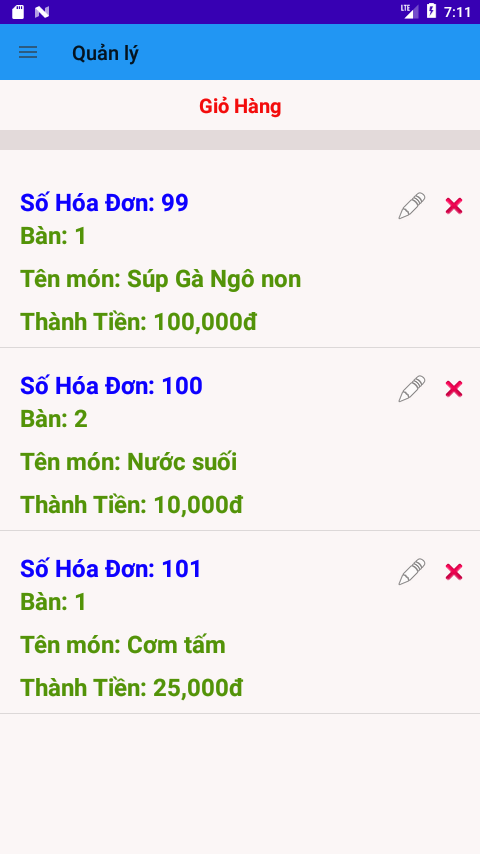 LTE 7:11
Quản lý
Giỏ Hàng
Số Hóa Đơn: 99
Bàn: 1
Tên món: Súp Gà Ngô non
Thành Tiền: 100,000đ
Số Hóa Đơn: 100
Bàn: 2
Tên món: Nước suối
Thành Tiền: 10,000đ
Số Hóa Đơn: 101
Bàn: 1
Tên món: Cơm tấm
Thành Tiền: 25,000đ